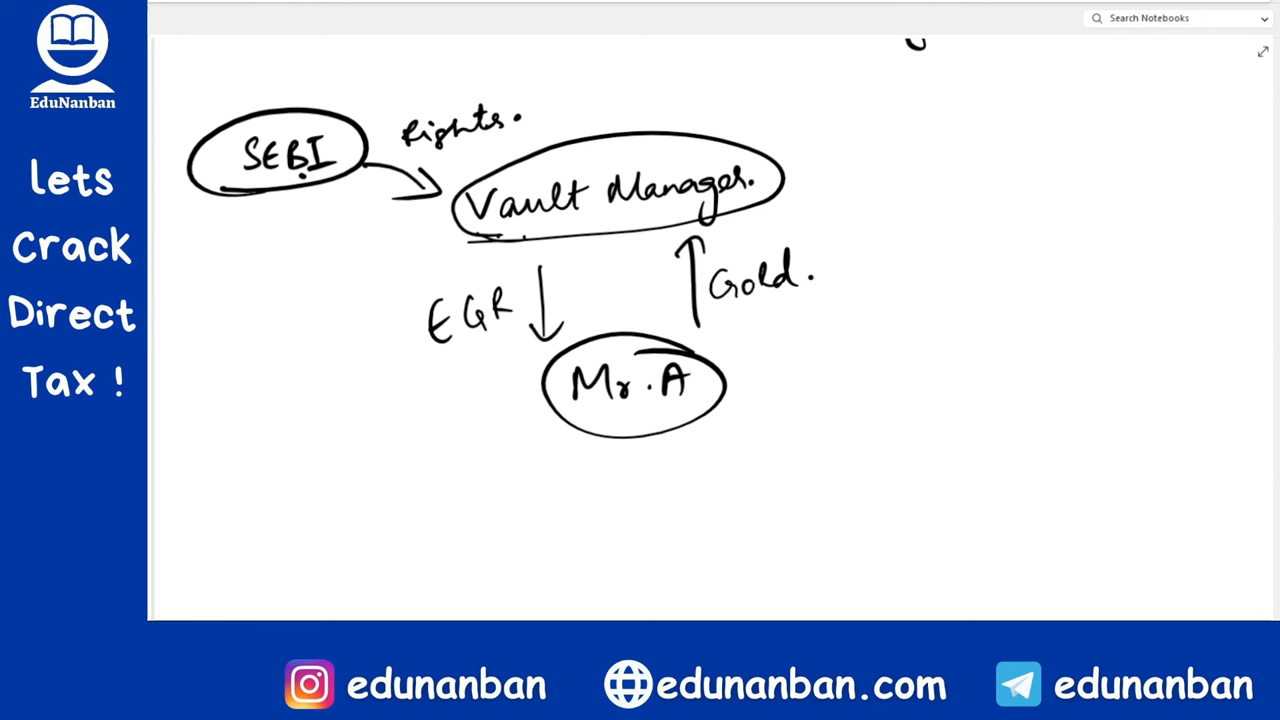 Search Notebooks
EduNanban
Lets
Crack
Direct
Tax !
SEBI
Rights.
Vault Manager.
EGR
Gold.
Mr. A
edunanban
edunanban.com
edunanban